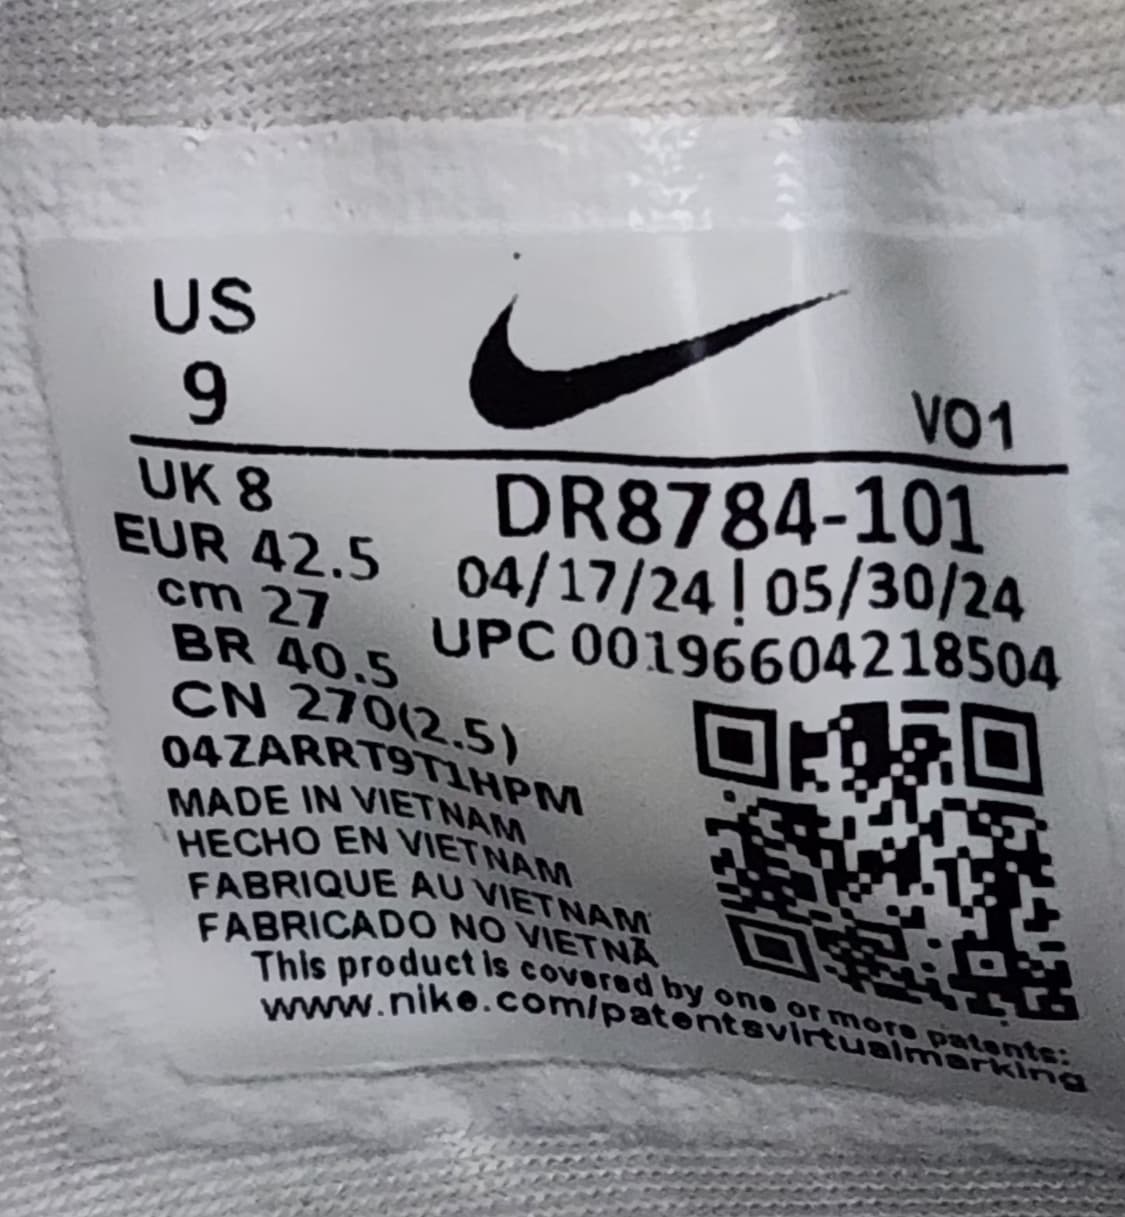 US
9
VO1
UK 8
DR8784-101
EUR 42.5
04/17/24 | 05/30/24
cm 27
UPC 00196604218504
BR 40.5
CN 270(2.5)
04ZARRT9T1HPM
MADE IN VIETNAM
HECHO EN VIETNAM
FABRIQUE AU VIETNAM
FABRICADO NO VIETNÃ
This product is covered by one or more patents:
www.nike.com/patentsvirtualmarking